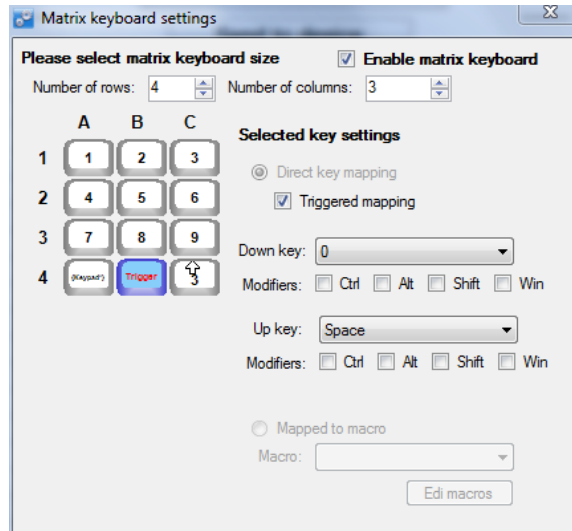 Matrix keyboard settings
Please select matrix keyboard size Enable matrix keyboard
Number of rows: 4 Number of columns: 3
A B C
1 1 2 3
2 4 5 6
3 7 8 9
4 (Keypad*) Trigger 3
Selected key settings
Direct key mapping
Triggered mapping
Down key: 0
Modifiers: Ctrl Alt Shift Win
Up key: Space
Modifiers: Ctrl Alt Shift Win
Mapped to macro
Macro:
Edi macros